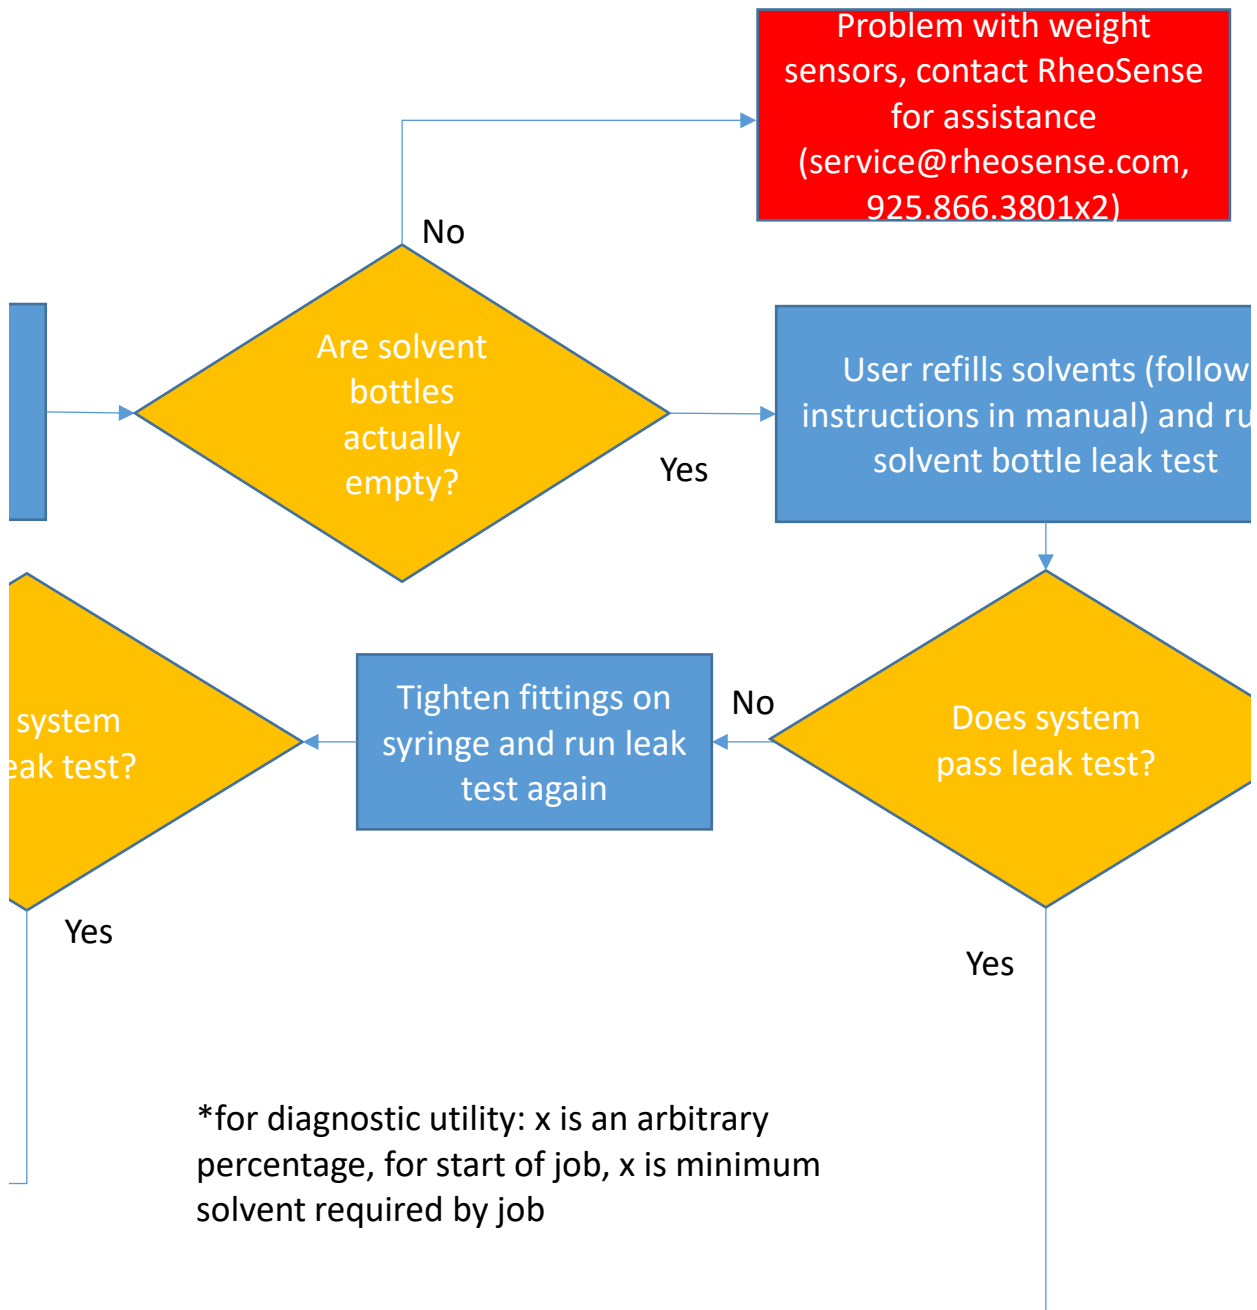 Problem with weight
sensors, contact RheoSense
for assistance
(service@rheosense.com,
925.866.3801x2)
No
Are solvent
bottles
actually
empty?
Yes
User refills solvents (follow
instructions in manual) and
solvent bottle leak test
system
test?
Tighten fittings on
syringe and run leak
test again
No
Does system
pass leak test?
Yes
Yes
*for diagnostic utility: x is an arbitrary
percentage, for start of job, x is minimum
solvent required by job